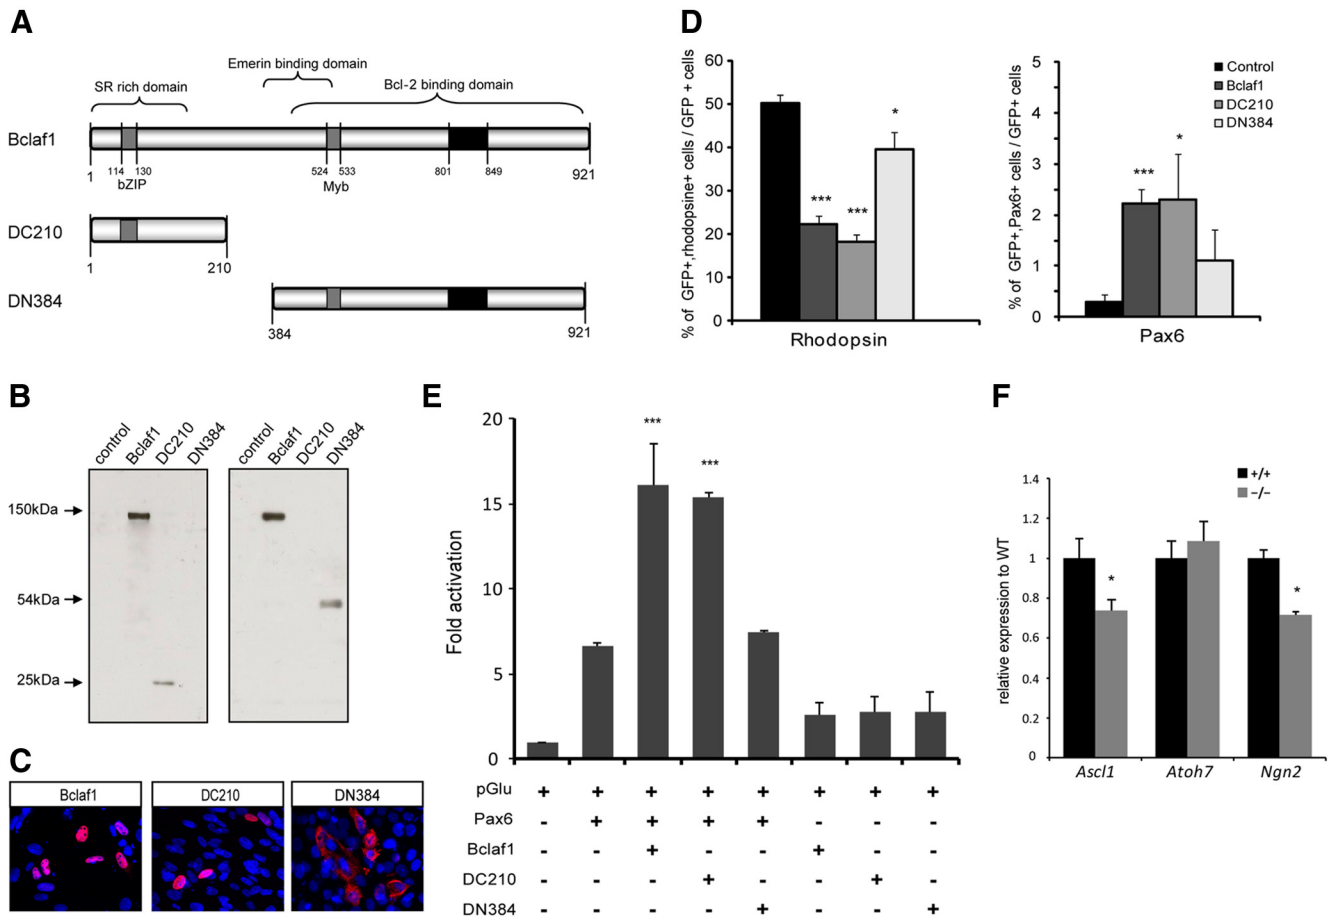 A
SR rich domain
Emerin binding domain
Bcl-2 binding domain
Bclaf1
1
114
130
bZIP
524
533
Myb
801
849
921
DC210
1
210
DN384
384
921
B
control
Bclaf1
DC210
DN384
control
Bclaf1
DC210
DN384
150kDa
54kDa
25kDa
C
Bclaf1
DC210
DN384
D
% of GFP+,rhodopsine+ cells / GFP + cells
60
50
40
30
20
10
0
***
***
*
Rhodopsin
% of GFP+,Pax6+ cells / GFP+ cells
5
4
3
2
1
0
***
*
Pax6
Control
Bclaf1
DC210
DN384
E
Fold activation
20
15
10
5
0
***
***
pGlu + + + + + + + +
Pax6 - + + + + - - -
Bclaf1 - - + - - + - -
DC210 - - - + - - + -
DN384 - - - - + - - +
F
+/+
-/-
relative expression to WT
1.4
1.2
1
0.8
0.6
0.4
0.2
0
*
*
Ascl1 Atoh7 Ngn2